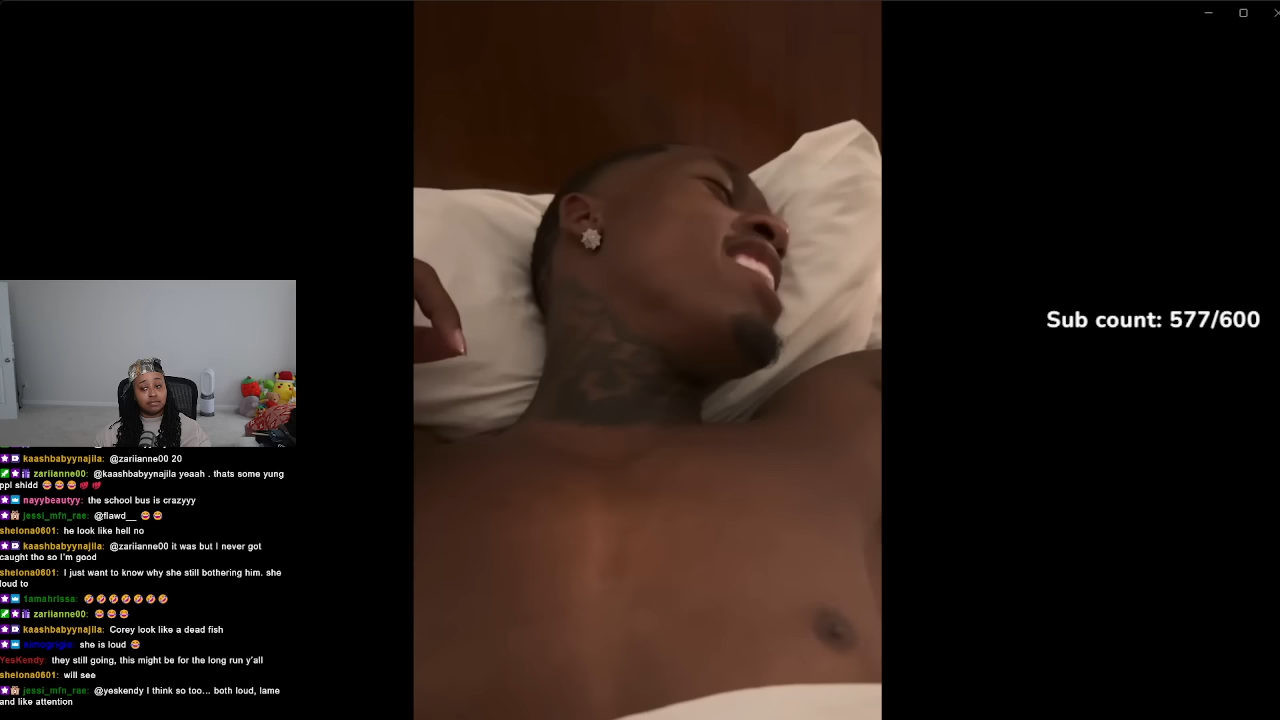 Sub count: 577/600
kaashbabyynajila: @zariianne00 20
zariianne00: @kaashbabyynajila yeaah . thats some yung
ppl shidd 😂😂😂💀💀
nayybeautyy: the school bus is crazyyy
jessi_mfn_rae: @flawd__ 😂😂
shelona0601: he look like hell no
kaashbabyynajila: @zariianne00 it was but I never got
caught tho so I'm good
shelona0601: I just want to know why she still bothering him. she
loud to
1amahrissa: 🤣🤣🤣🤣🤣🤣🤣
zariianne00: 😂😂😂
kaashbabyynajila: Corey look like a dead fish
she is loud 😂
YesKendy: they still going, this might be for the long run y'all
shelona0601: will see
jessi_mfn_rae: @yeskendy I think so too... both loud, lame
and like attention